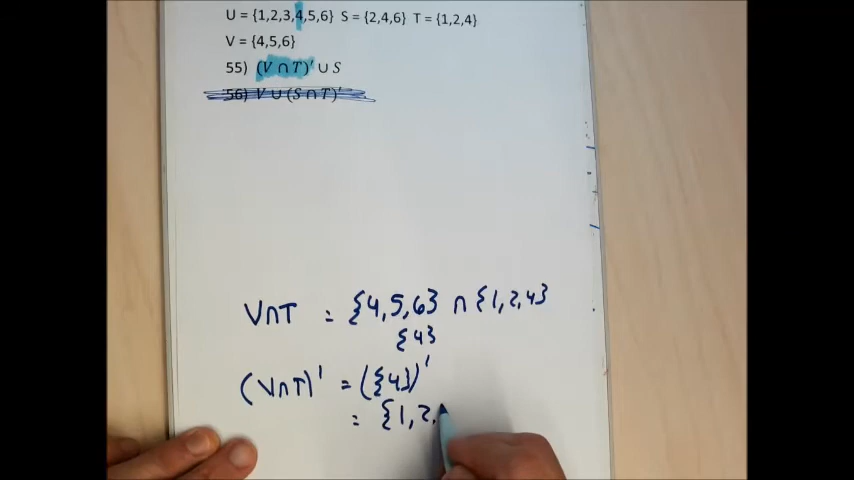 U = {1,2,3,4,5,6} S = {2,4,6} T = {1,2,4}
V = {4,5,6}
55) (V ∩ T)′ ∪ S
56) V ∪ (S ∩ T)′
V∩T = {4,5,6} ∩ {1,2,4}
{4}
(V∩T)' = ({4})'
= {1,2,